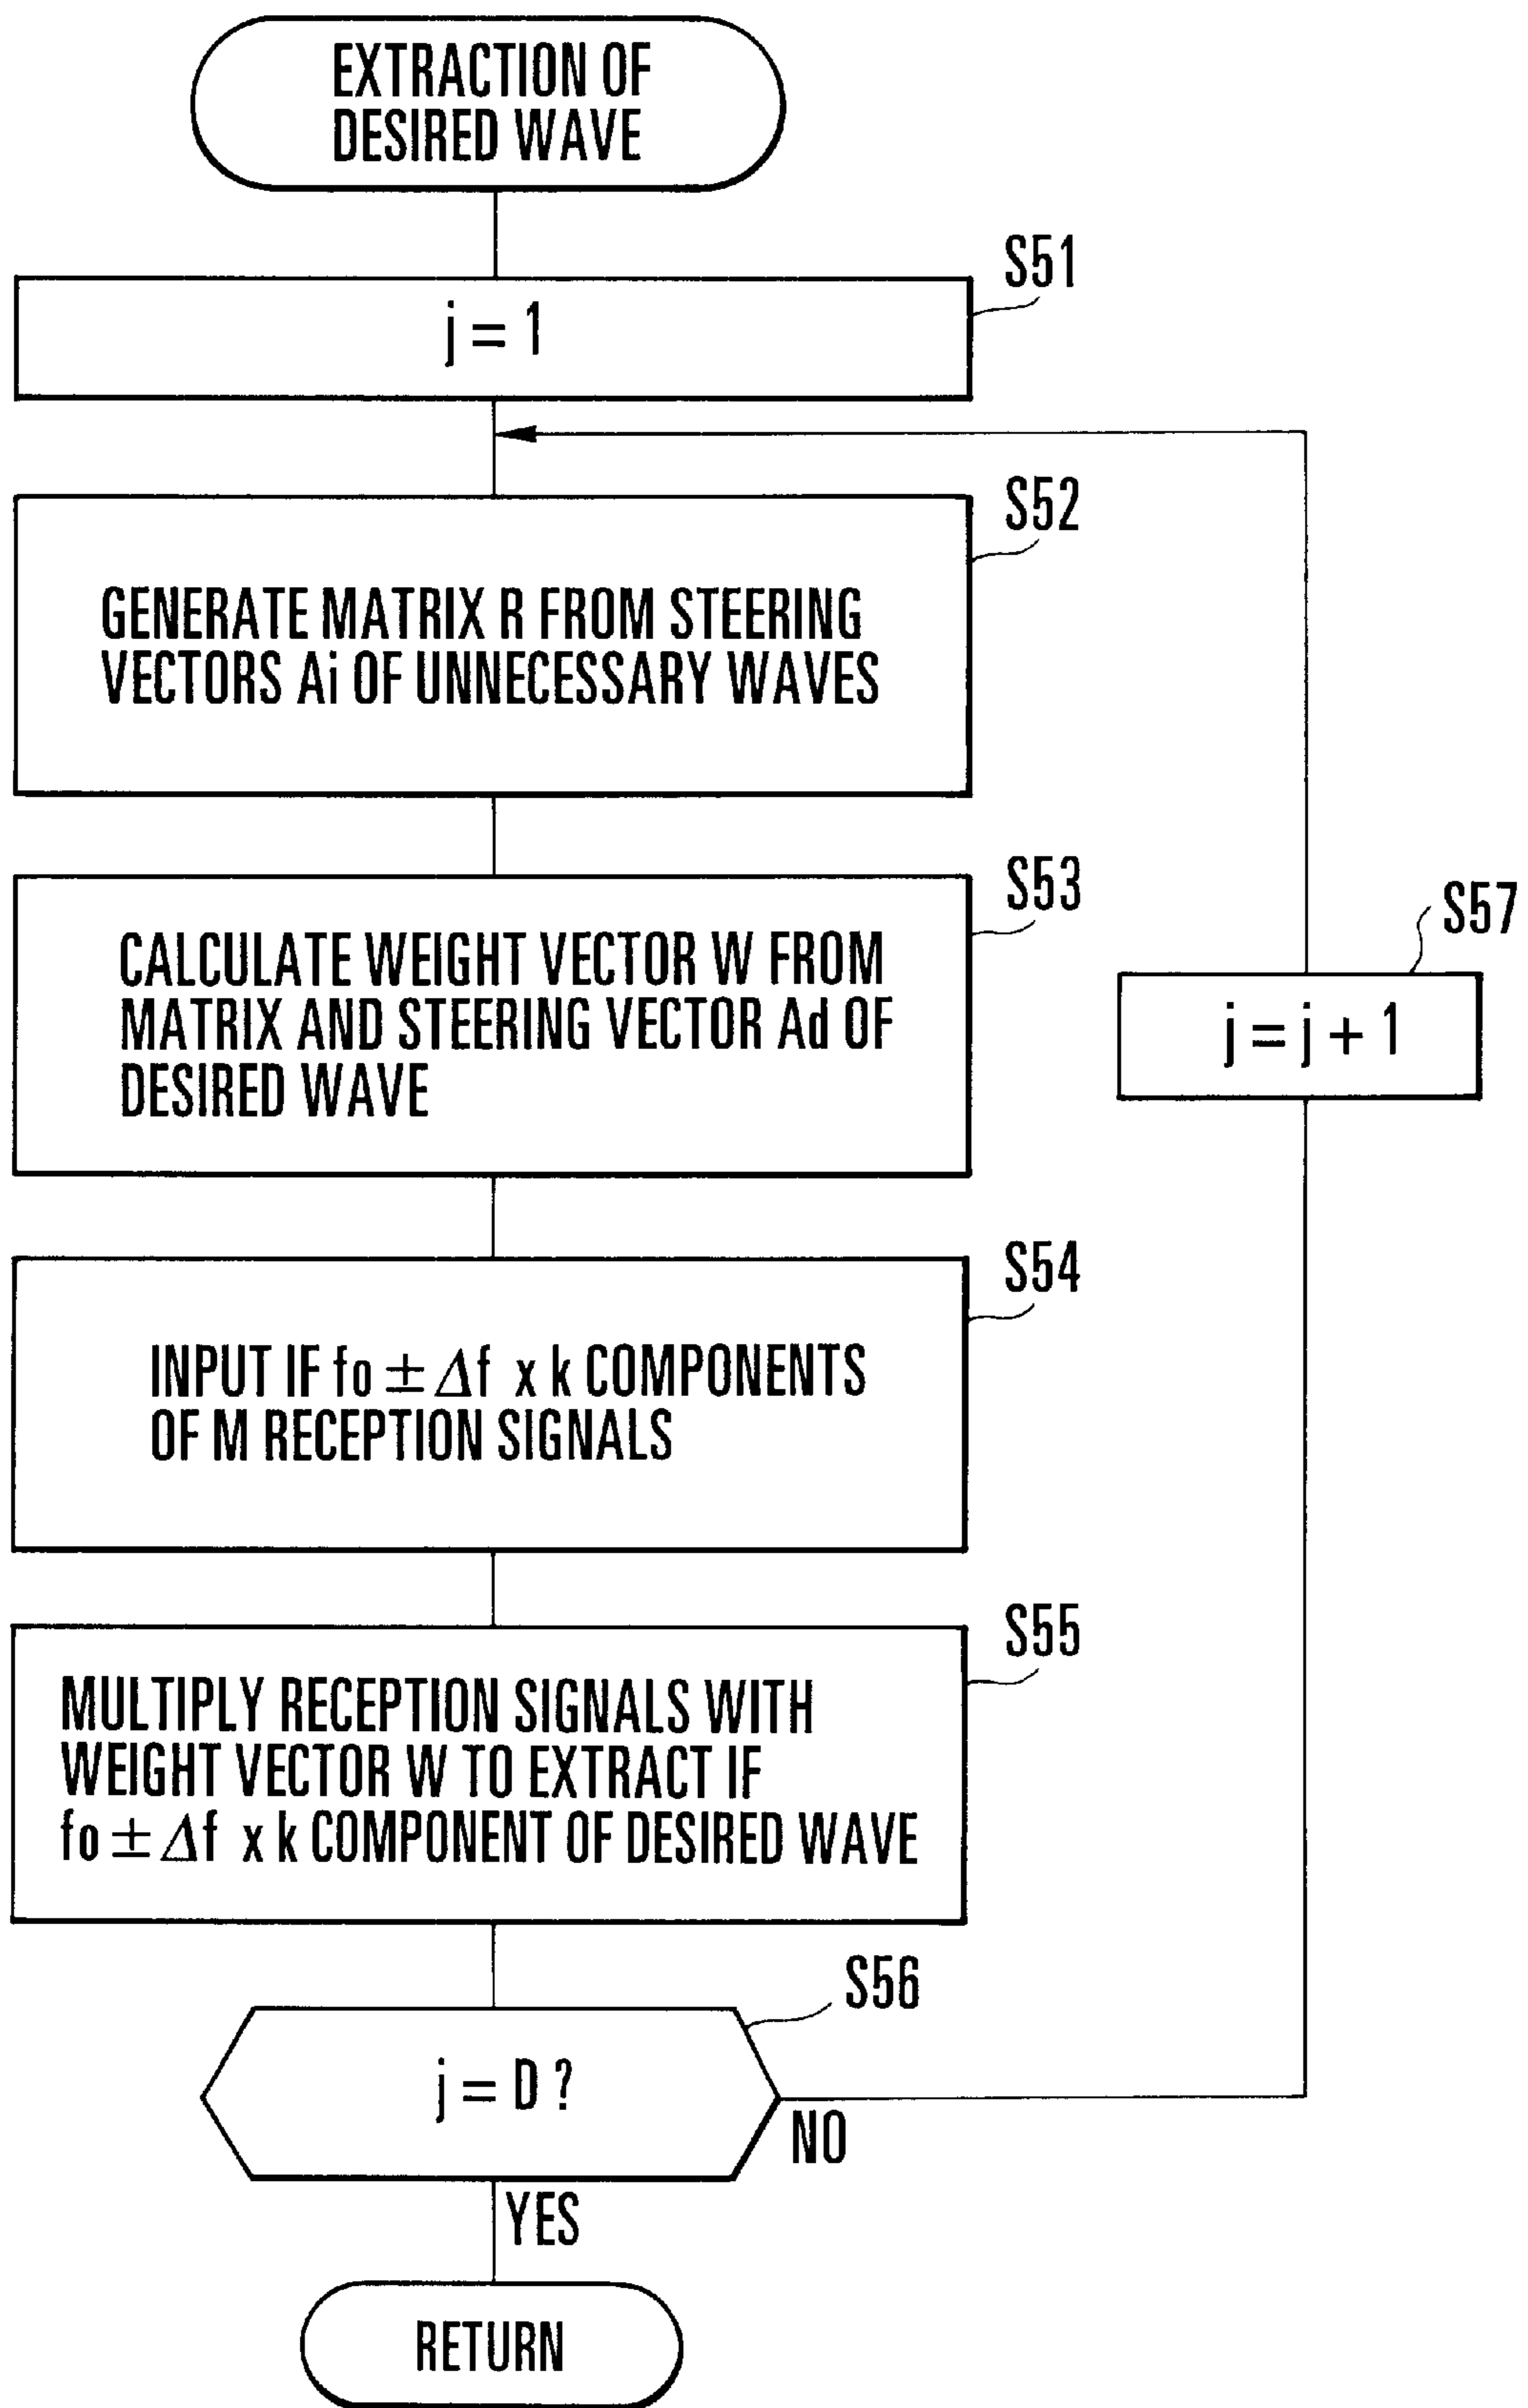 EXTRACTION OF
DESIRED WAVE
S51
j = 1
S52
GENERATE MATRIX R FROM STEERING
VECTORS Ai OF UNNECESSARY WAVES
S53
CALCULATE WEIGHT VECTOR W FROM
MATRIX AND STEERING VECTOR Ad OF
DESIRED WAVE
S57
j = j + 1
S54
INPUT IF fo ± Δf x k COMPONENTS
OF M RECEPTION SIGNALS
S55
MULTIPLY RECEPTION SIGNALS WITH
WEIGHT VECTOR W TO EXTRACT IF
fo ± Δf x k COMPONENT OF DESIRED WAVE
S56
j = D ?
NO
YES
RETURN